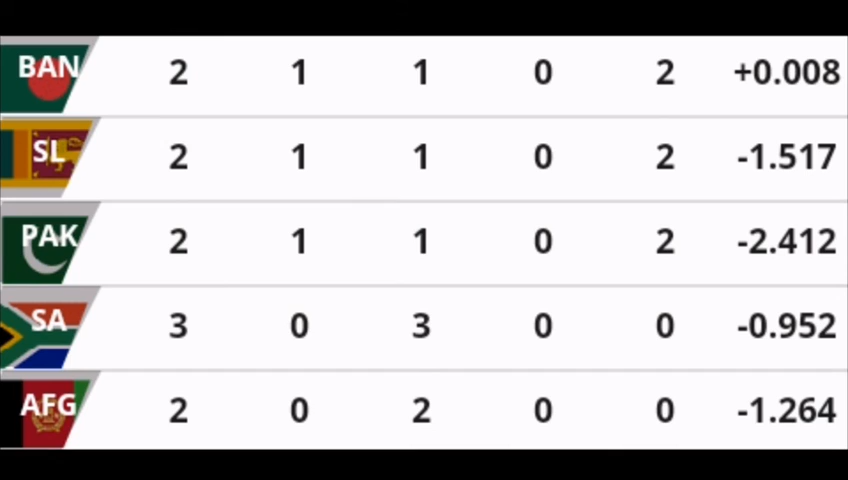 BAN 2 1 1 0 2 +0.008
SL 2 1 1 0 2 -1.517
PAK 2 1 1 0 2 -2.412
SA 3 0 3 0 0 -0.952
AFG 2 0 2 0 0 -1.264